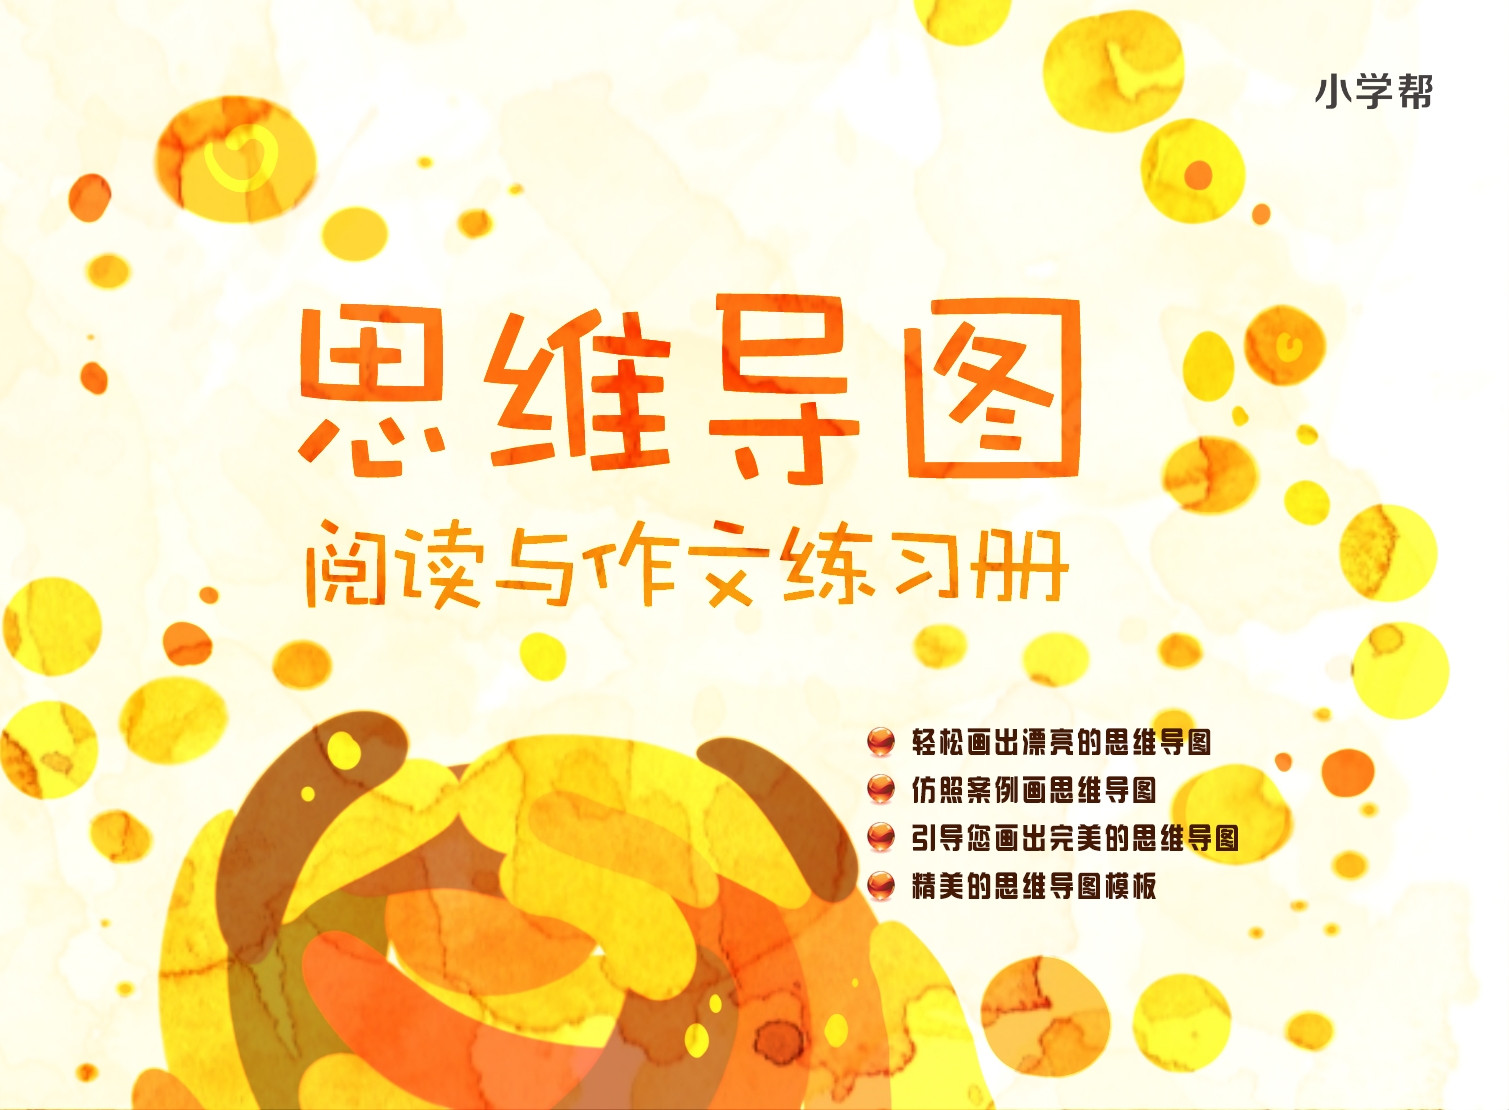 小学帮
思维导图
阅读与作文练习册
轻松画出漂亮的思维导图
仿照案例画思维导图
引导您画出完美的思维导图
精美的思维导图模板